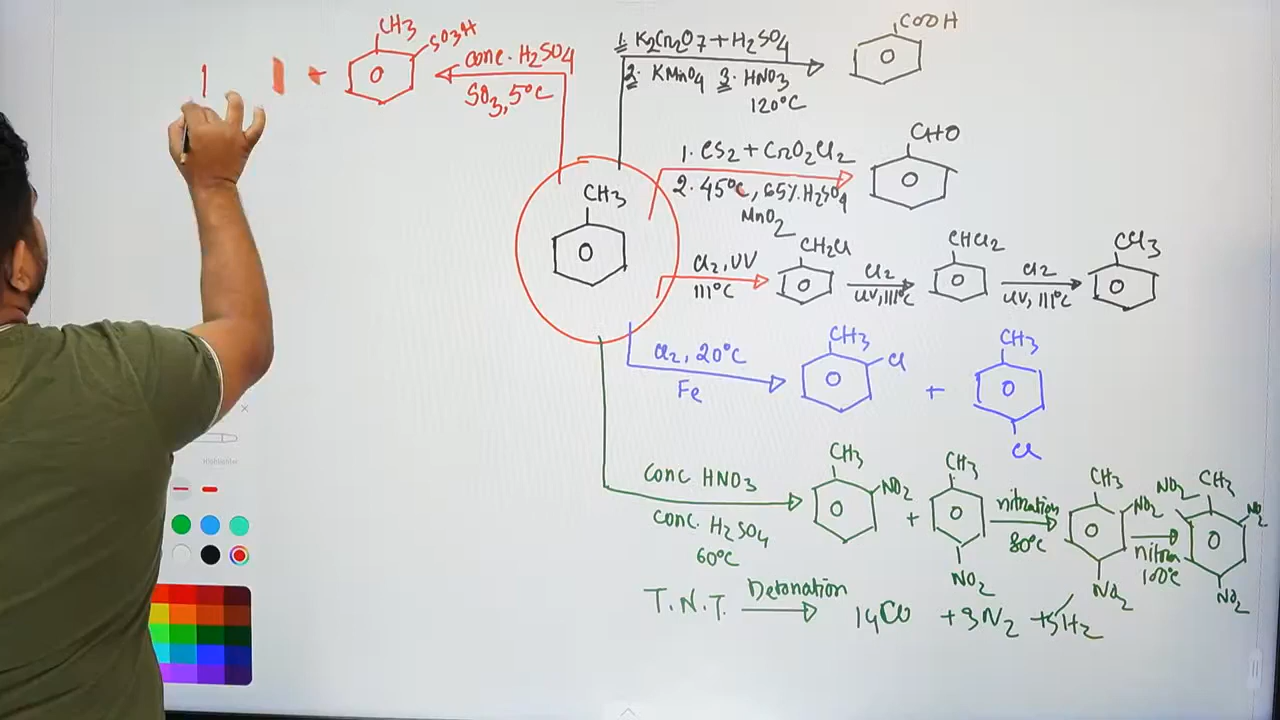 CH3
SO3H
+
conc. H2SO4
SO3, 5°C
1. K2Cr2O7 + H2SO4
2. KMnO4 3. HNO3
120°C
COOH
1. CS2 + CrO2Cl2
2. 45°C, 65%. H2SO4
MnO2
CHO
CH3
Cl2, UV
111°C
CH2Cl
Cl2
UV, 111°C
CHCl2
Cl2
UV, 111°C
CCl3
Cl2, 20°C
Fe
CH3
Cl
+
CH3
Cl
Conc HNO3
Conc. H2SO4
60°C
CH3
NO2
+
CH3
NO2
nitration
80°C
CH3
NO2
NO2
nitra
100°C
NO2
CH3
NO2
NO2
T.N.T. Detonation 14CO + 3N2 + 5H2
Highlighter